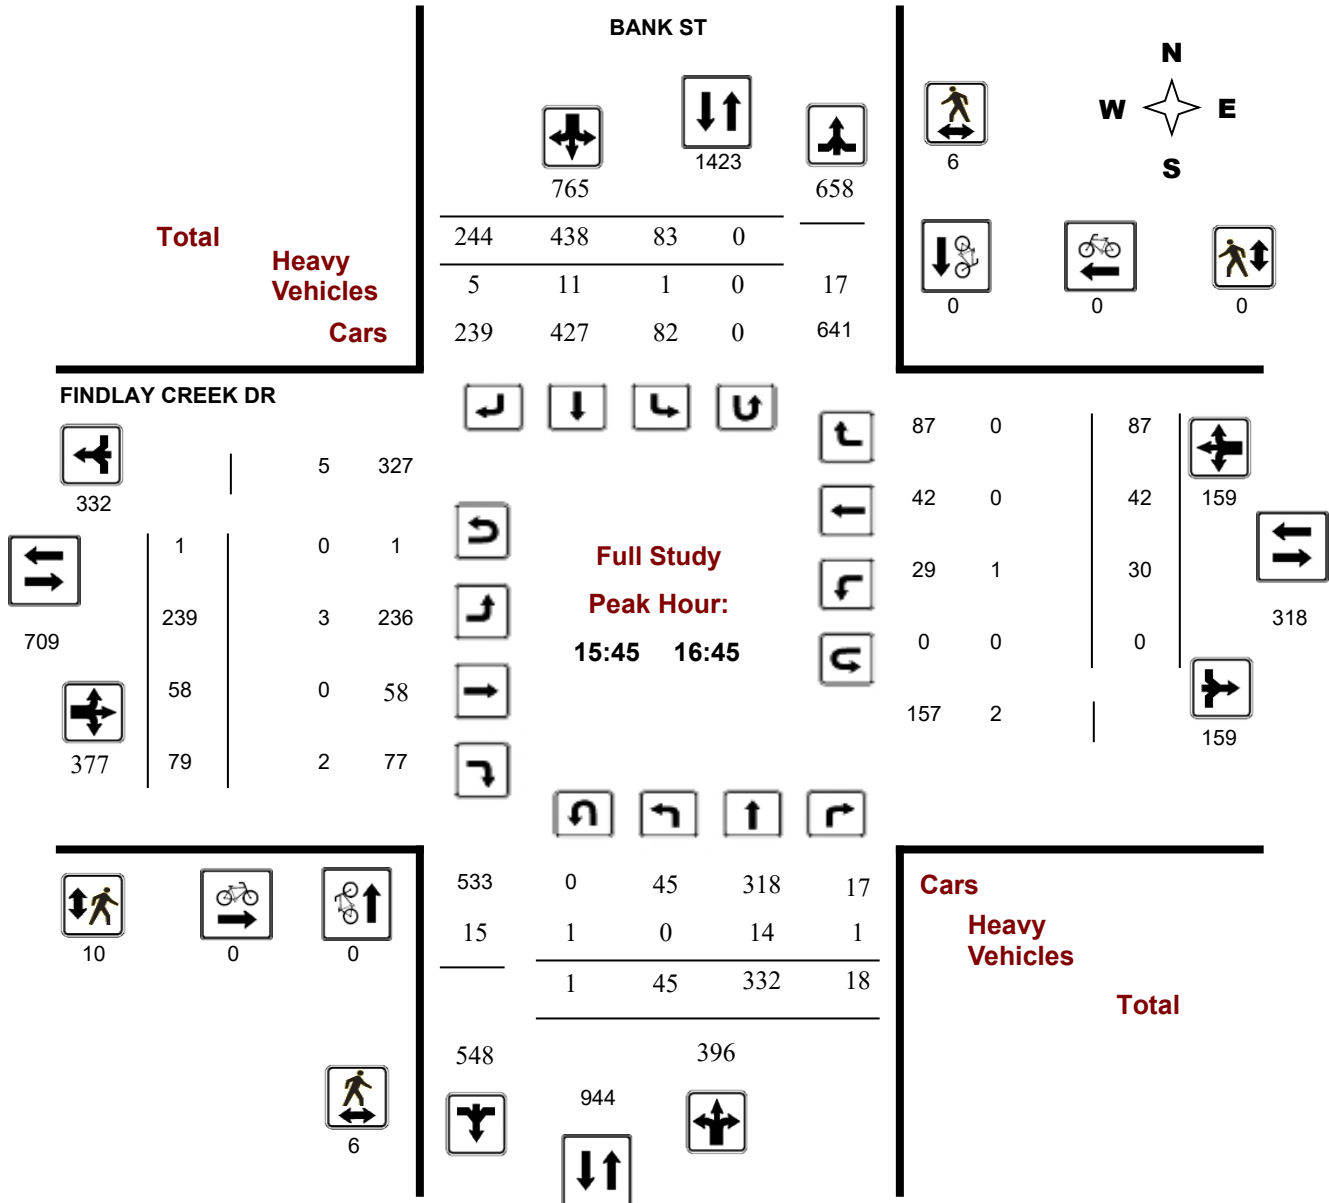 BANK ST
N
W E
S
1423
6
765
658
Total
244 438 83 0
Heavy
Vehicles
5 11 1 0 17
Cars
239 427 82 0 641
0 0 0
FINDLAY CREEK DR
87 0 87
5 327
332
159
42 0 42
1 0 1
Full Study
29 1 30
Peak Hour:
239 3 236
318
709
15:45 16:45
0 0 0
58 0 58
157 2
159
377 79 2 77
533 0 45 318 17
Cars
15 1 0 14 1
Heavy
Vehicles
10 0 0
1 45 332 18
Total
548 396
944
6